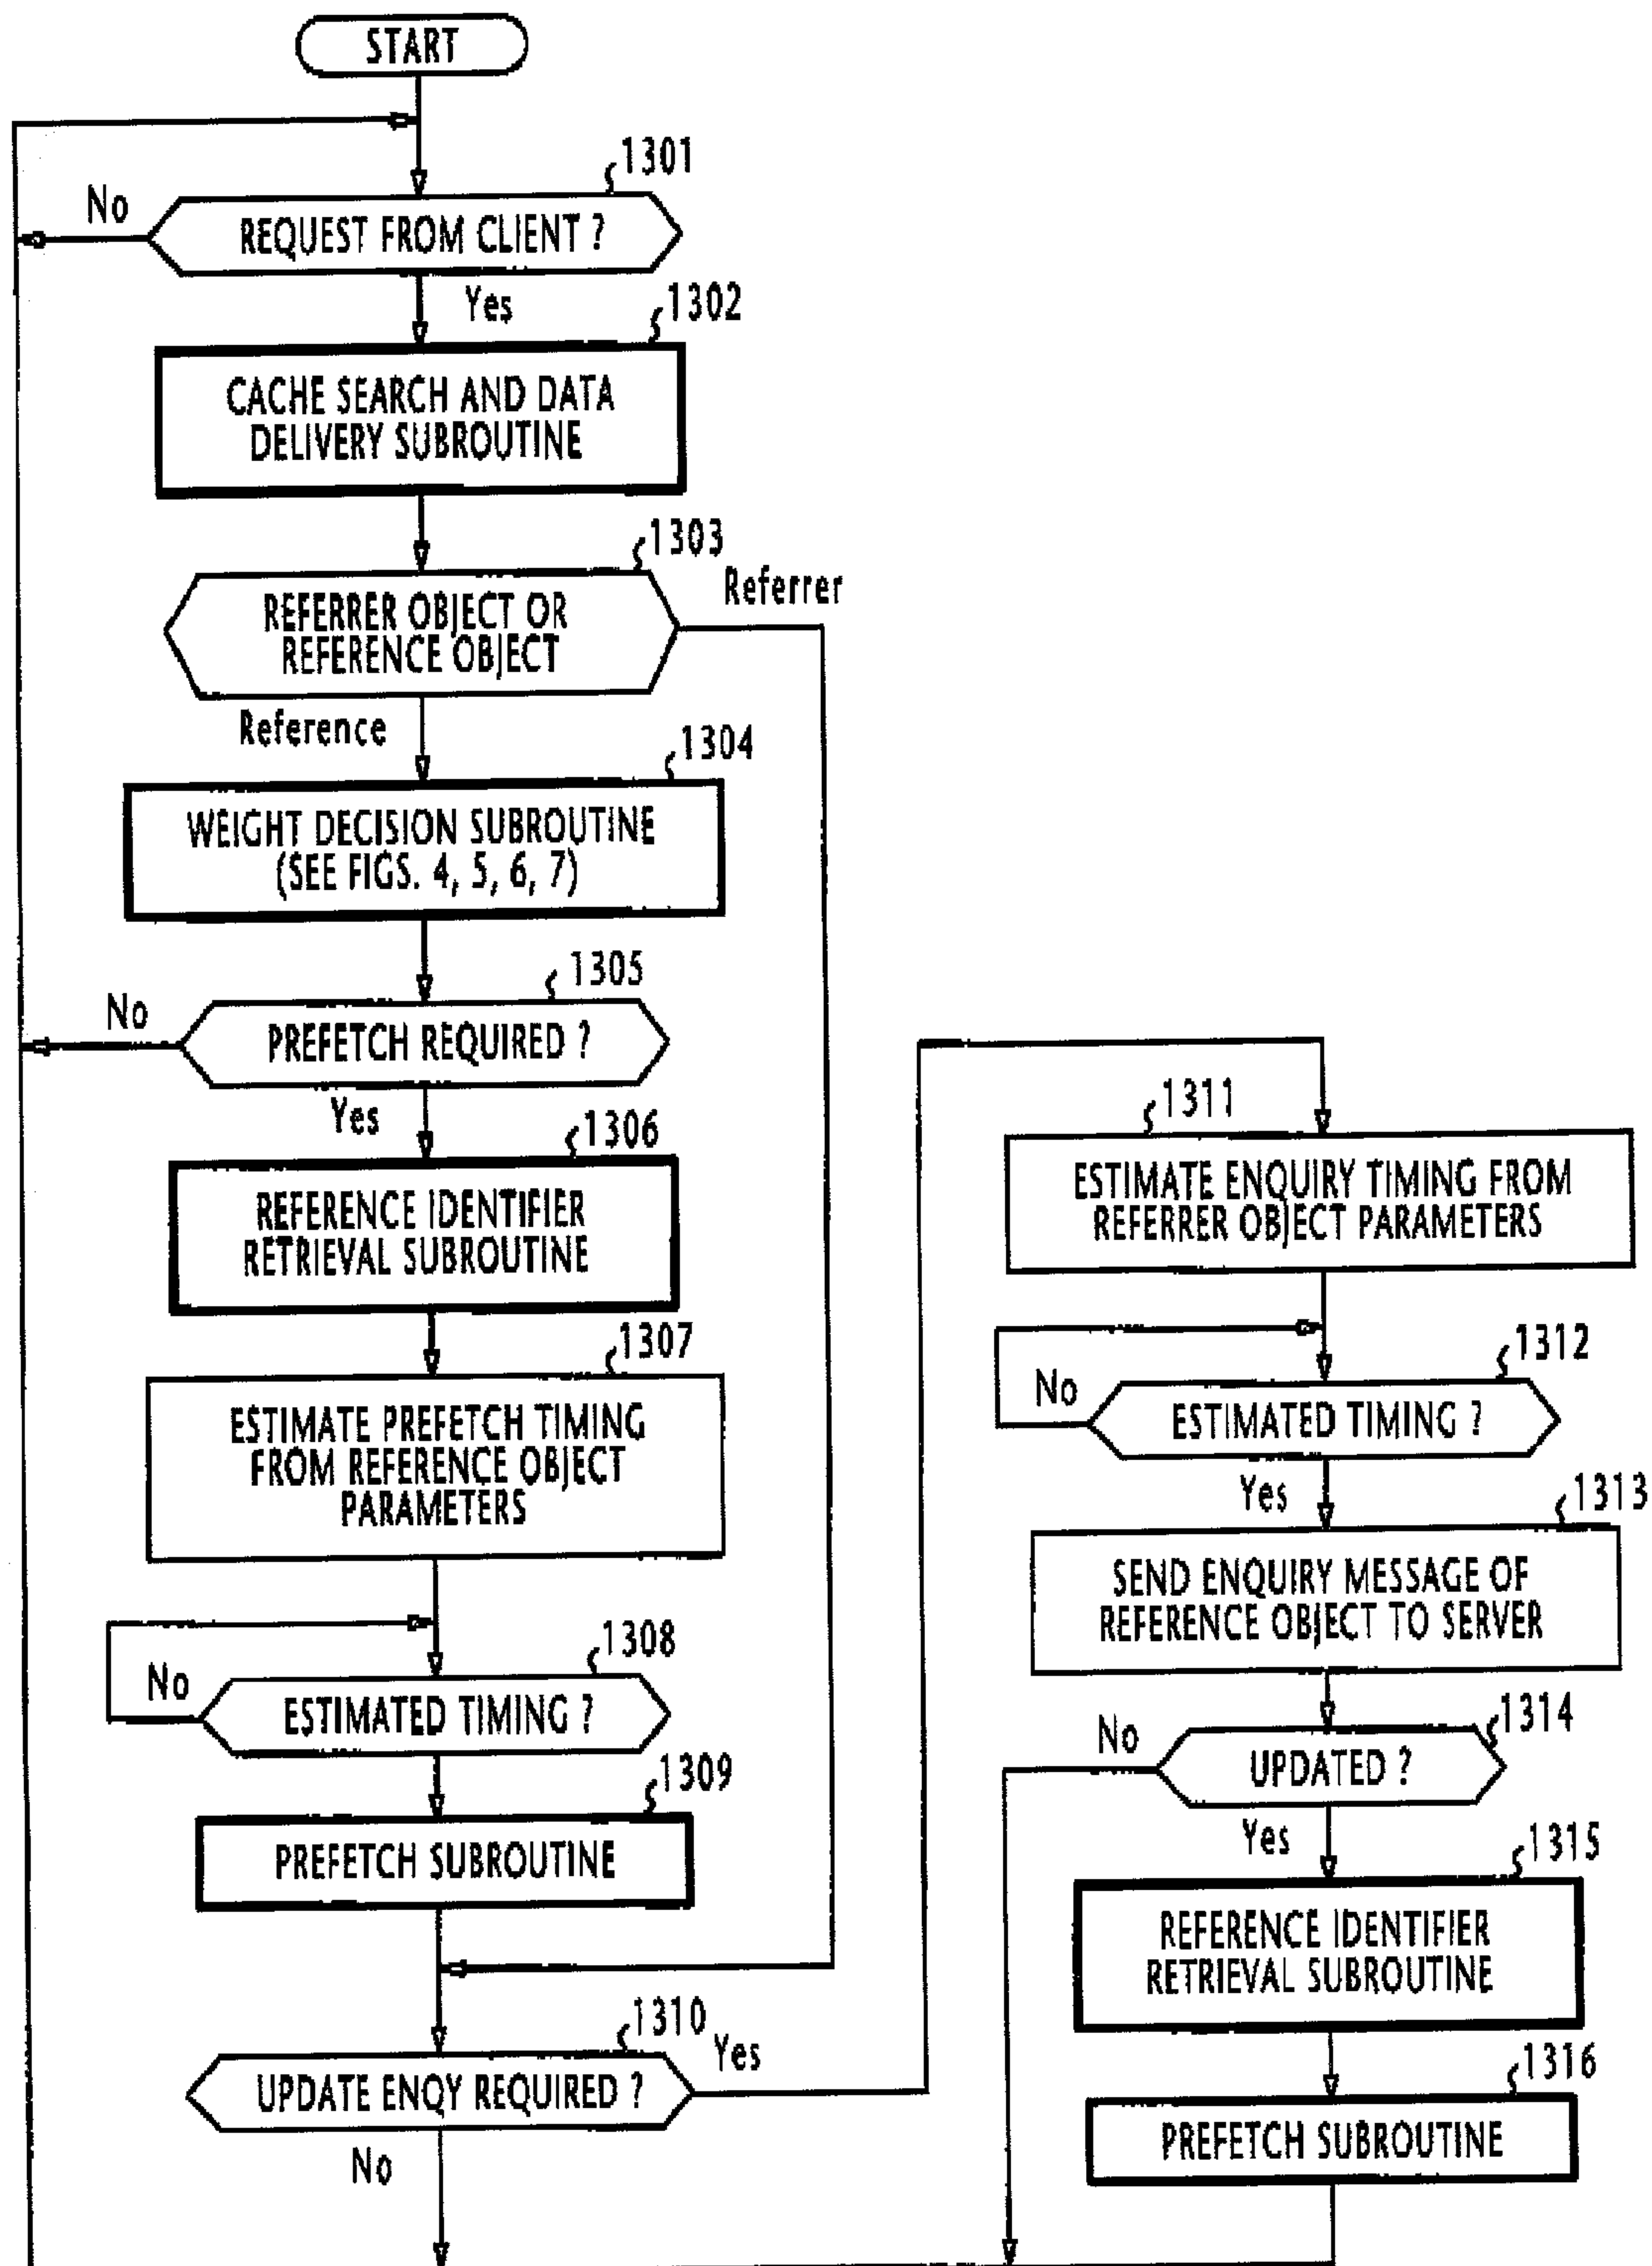 START
1301
No
REQUEST FROM CLIENT ?
Yes
1302
CACHE SEARCH AND DATA
DELIVERY SUBROUTINE
1303
Referrer
REFERRER OBJECT OR
REFERENCE OBJECT
Reference
1304
WEIGHT DECISION SUBROUTINE
(SEE FIGS. 4, 5, 6, 7)
1305
No
PREFETCH REQUIRED ?
Yes
1306
REFERENCE IDENTIFIER
RETRIEVAL SUBROUTINE
1307
ESTIMATE PREFETCH TIMING
FROM REFERENCE OBJECT
PARAMETERS
1308
No
ESTIMATED TIMING ?
1309
PREFETCH SUBROUTINE
1310
Yes
UPDATE ENQY REQUIRED ?
No
1311
ESTIMATE ENQUIRY TIMING FROM
REFERRER OBJECT PARAMETERS
1312
No
ESTIMATED TIMING ?
Yes
1313
SEND ENQUIRY MESSAGE OF
REFERENCE OBJECT TO SERVER
1314
No
UPDATED ?
Yes
1315
REFERENCE IDENTIFIER
RETRIEVAL SUBROUTINE
1316
PREFETCH SUBROUTINE